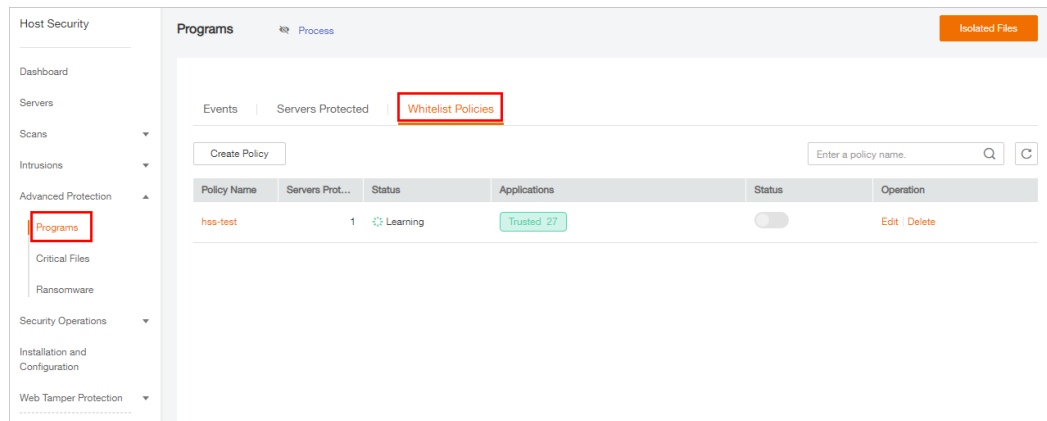 Host Security
Programs
Process
Isolated Files
Dashboard
Servers
Scans
Intrusions
Advanced Protection
Programs
Critical Files
Ransomware
Security Operations
Installation and
Configuration
Web Tamper Protection
Events
Servers Protected
Whitelist Policies
Create Policy
Enter a policy name.
Policy Name Servers Prot... Status Applications Status Operation
hss-test 1 Learning Trusted 27 Edit Delete